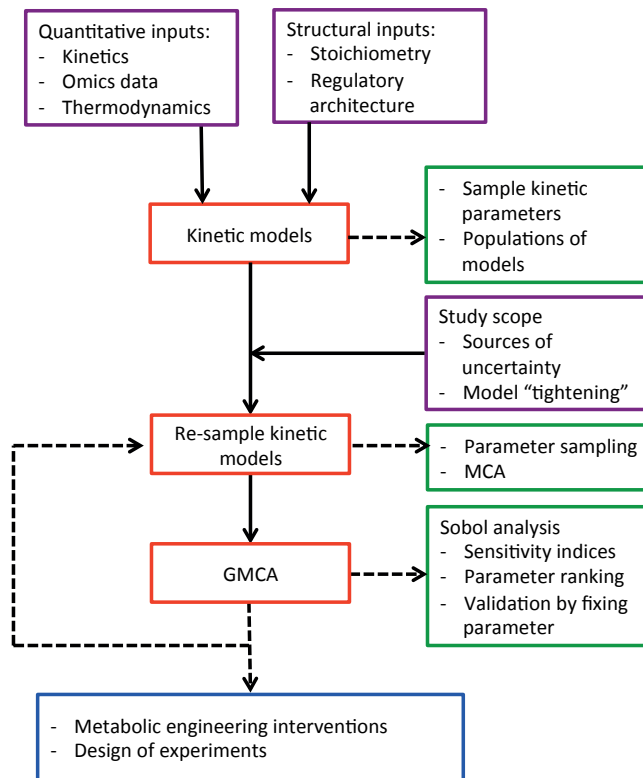 Quantitative inputs:
- Kinetics
- Omics data
- Thermodynamics
Structural inputs:
- Stoichiometry
- Regulatory
architecture
Kinetic models
- Sample kinetic
parameters
- Populations of
models
Study scope
- Sources of
uncertainty
- Model “tightening”
Re-sample kinetic
models
- Parameter sampling
- MCA
GMCA
Sobol analysis
- Sensitivity indices
- Parameter ranking
- Validation by fixing
parameter
- Metabolic engineering interventions
- Design of experiments